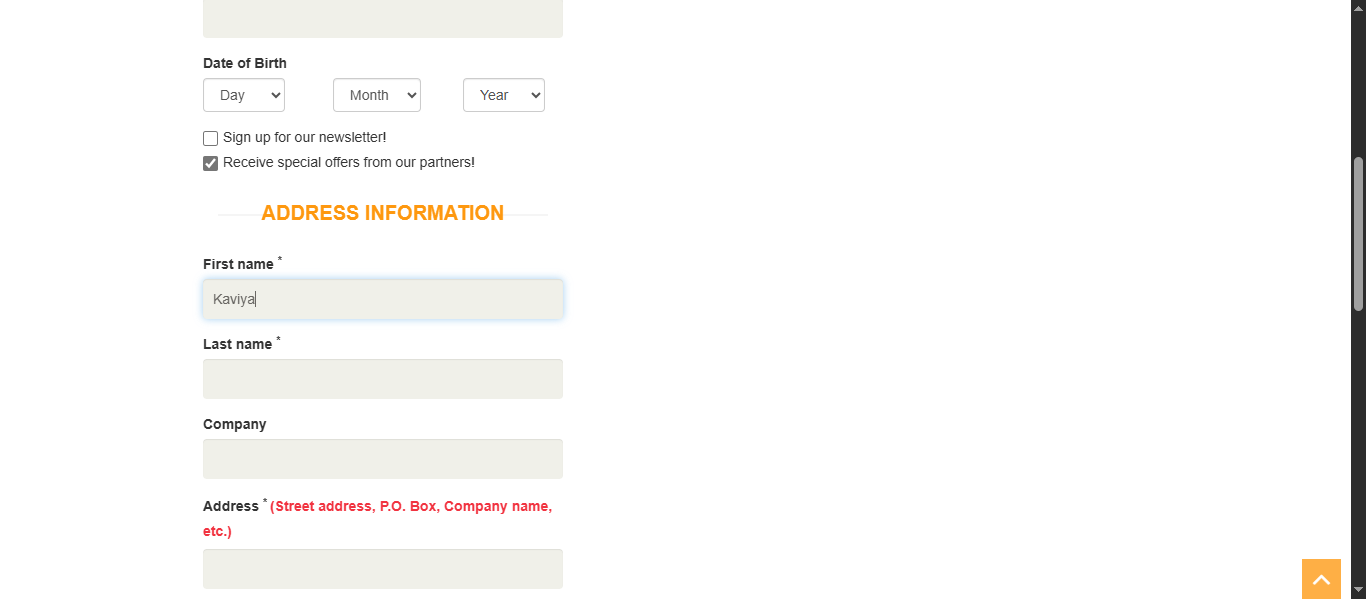 Date of Birth
Day Month Year
Sign up for our newsletter!
Receive special offers from our partners!
ADDRESS INFORMATION
First name *
Kaviya
Last name *
Company
Address * (Street address, P.O. Box, Company name,
etc.)